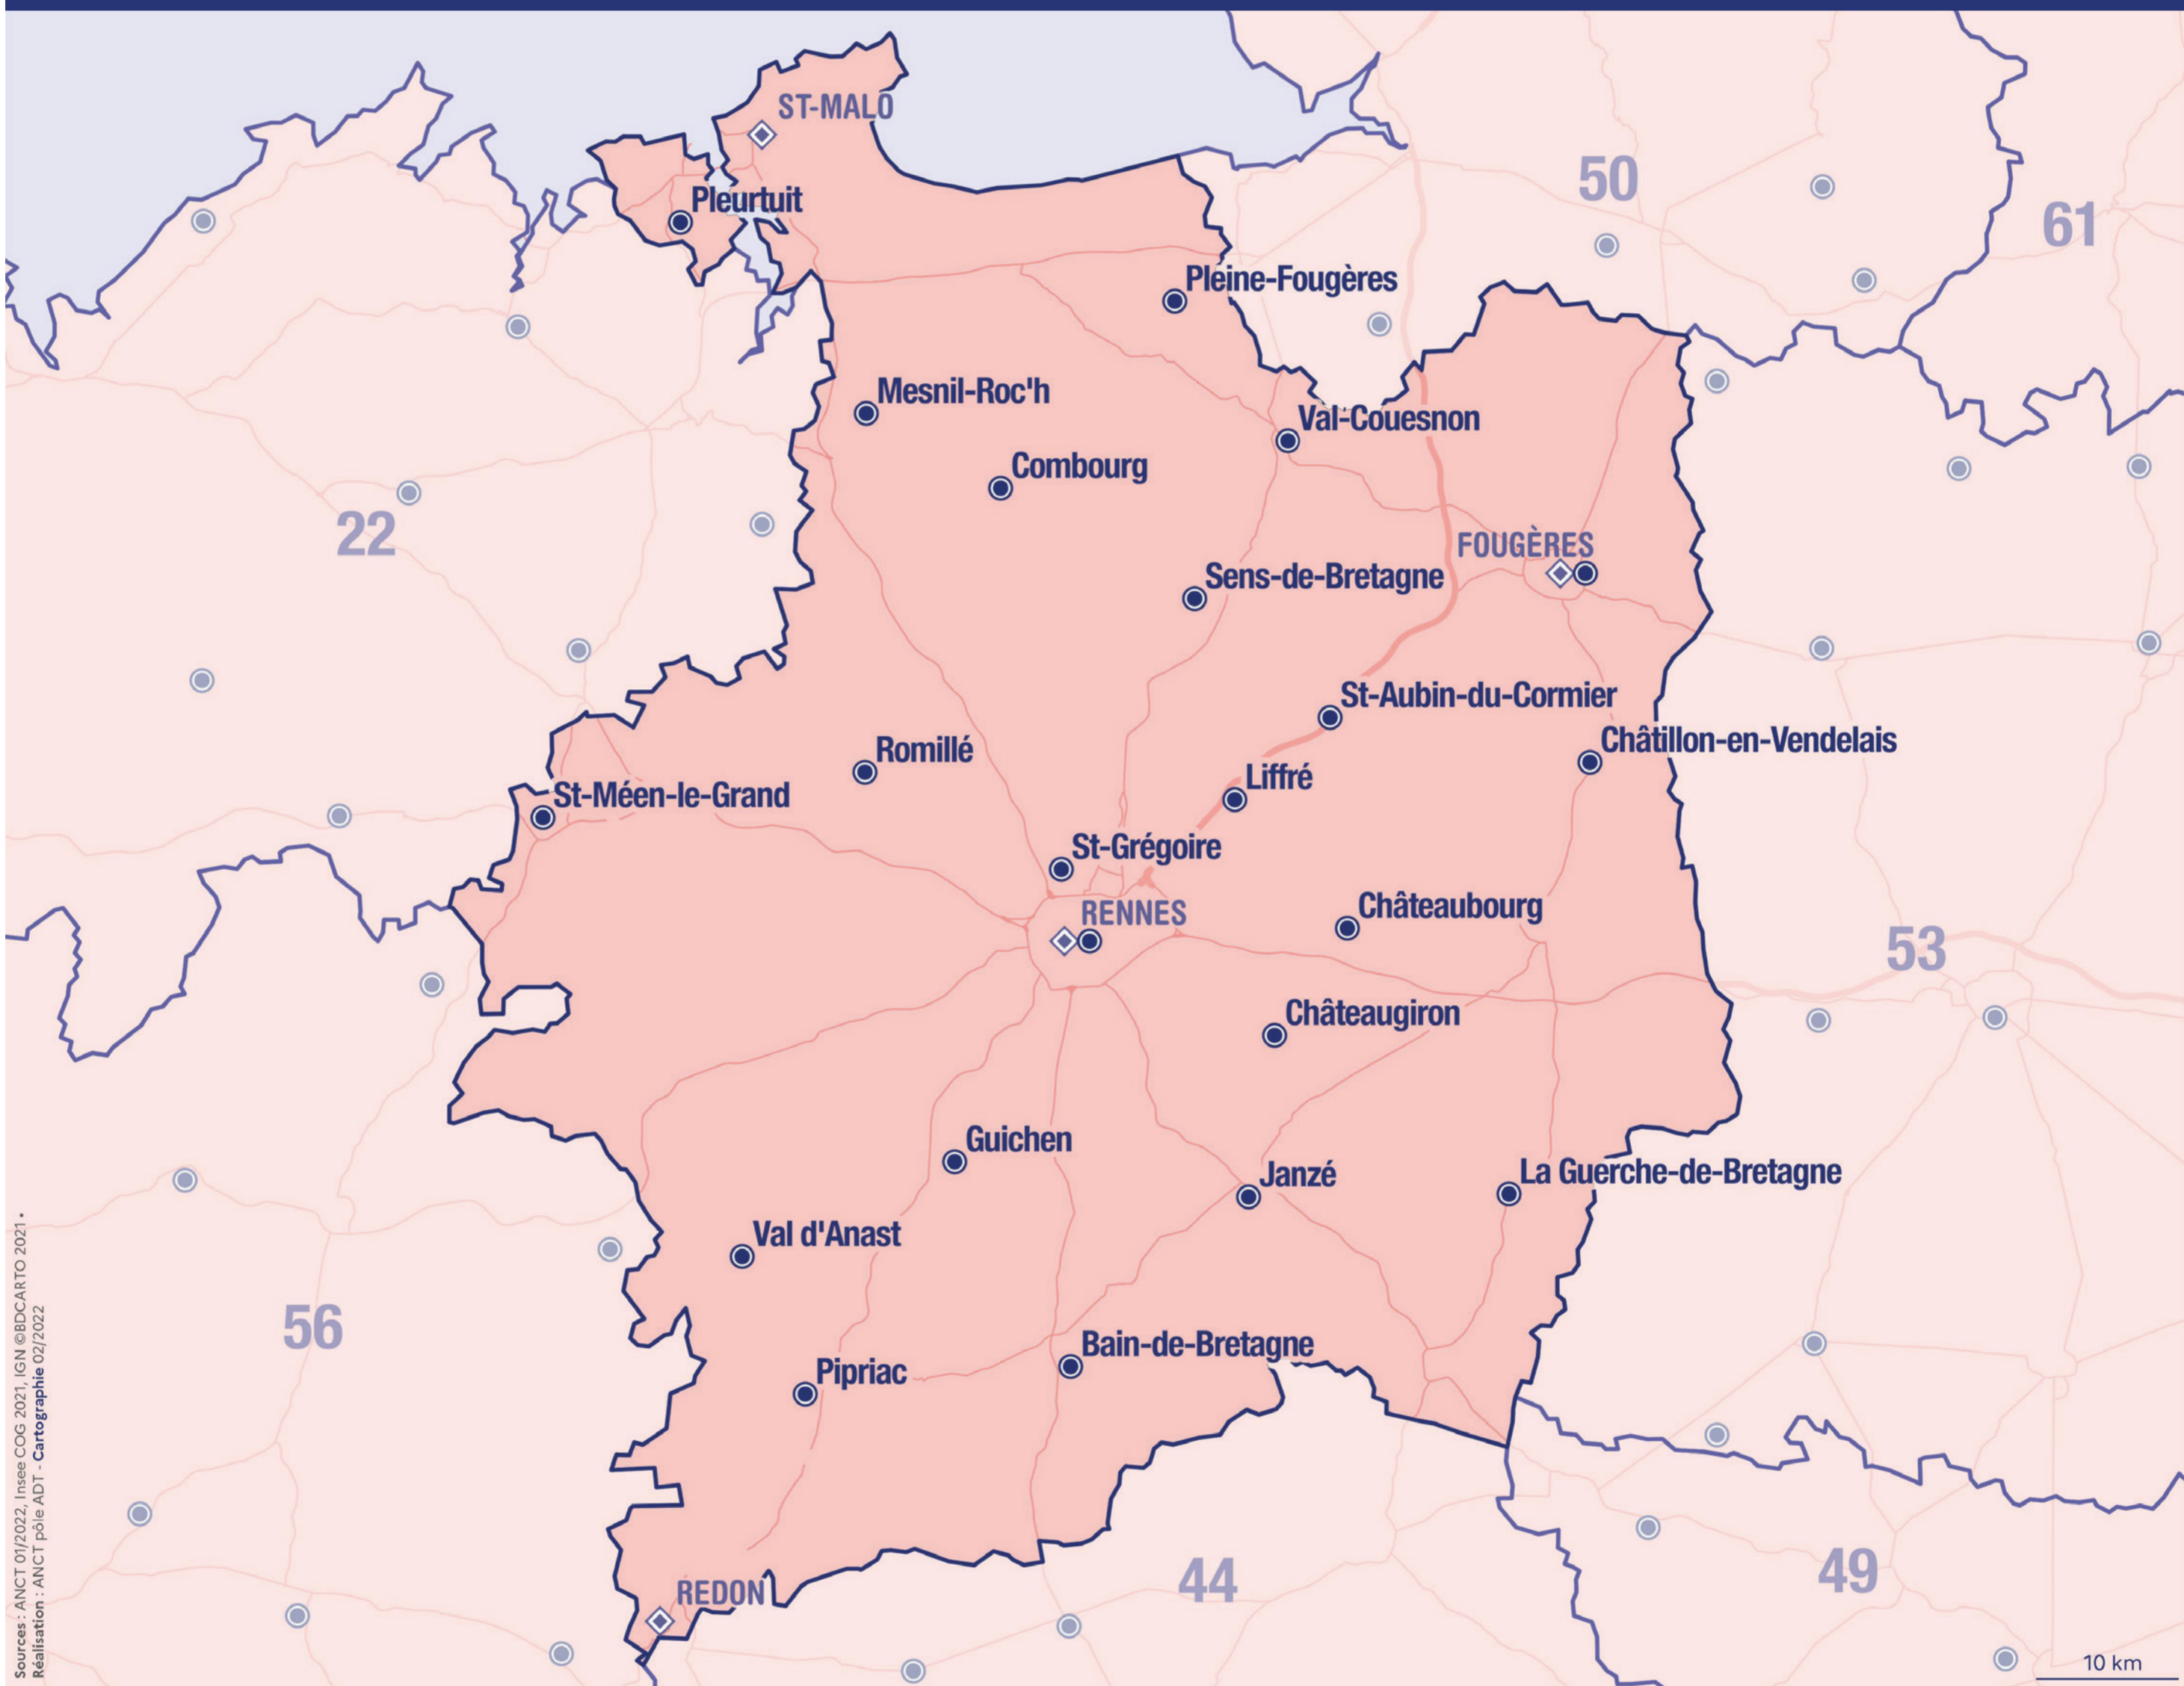 ST-MALO
50
Pleurtuit
61
Pleine-Fougères
Mesnil-Roc'h
Val-Couesnon
Combourg
22
FOUGÈRES
Sens-de-Bretagne
St-Aubin-du-Cormier
Châtillon-en-Vendelais
Romillé
Liffré
St-Méen-le-Grand
St-Grégoire
Châteaubourg
RENNES
53
Châteaugiron
Guichen
Janzé
La Guerche-de-Bretagne
Val d'Anast
56
Bain-de-Bretagne
Pipriac
44
49
REDON
10 km
Sources : ANCT 01/2022, Insee COG 2021, IGN ©BDCARTO 2021 •
Réalisation : ANCT pôle ADT - Cartographie 02/2022